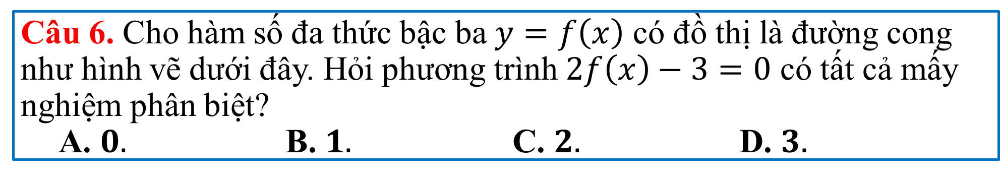 Câu 6. Cho hàm số đa thức bậc ba y = f(x) có đồ thị là đường cong
như hình vẽ dưới đây. Hỏi phương trình 2f(x) − 3 = 0 có tất cả mấy
nghiệm phân biệt?
A. 0. B. 1. C. 2. D. 3.